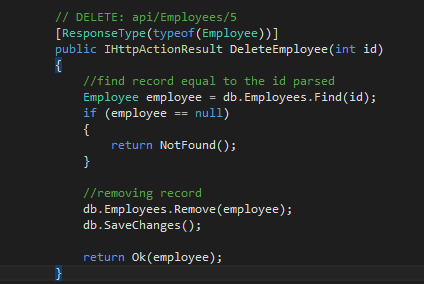 // DELETE: api/Employees/5
[ResponseType(typeof(Employee))]
public IHttpActionResult DeleteEmployee(int id)
{
//find record equal to the id parsed
Employee employee = db.Employees.Find(id);
if (employee == null)
{
return NotFound();
}
//removing record
db.Employees.Remove(employee);
db.SaveChanges();
return Ok(employee);
}